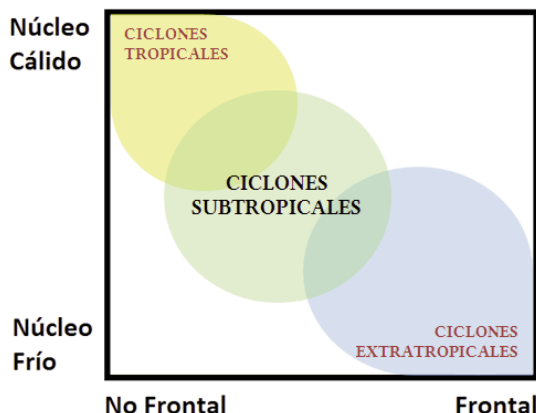 Núcleo
Cálido
CICLONES
TROPICALES
CICLONES
SUBTROPICALES
Núcleo
Frío
CICLONES
EXTRATROPICALES
No Frontal
Frontal